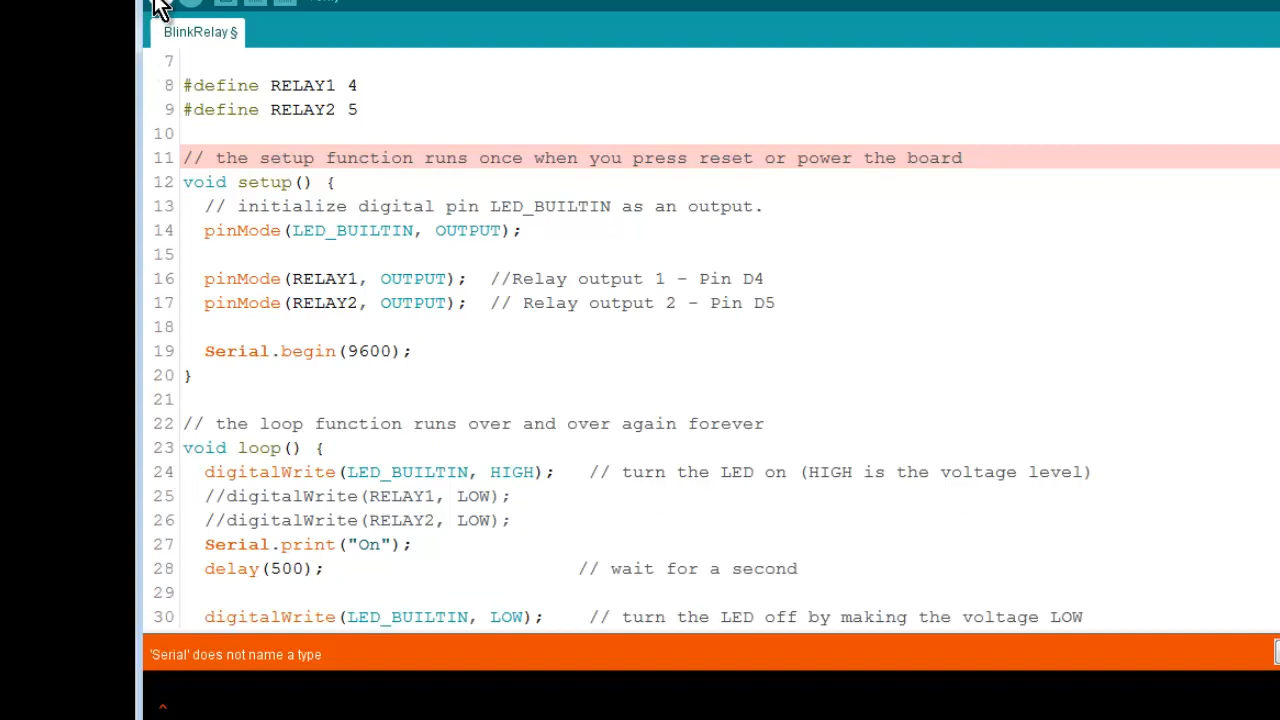 BlinkRelay §
7
8 #define RELAY1 4
9 #define RELAY2 5
10
11 // the setup function runs once when you press reset or power the board
12 void setup() {
13 // initialize digital pin LED_BUILTIN as an output.
14 pinMode(LED_BUILTIN, OUTPUT);
15
16 pinMode(RELAY1, OUTPUT); //Relay output 1 - Pin D4
17 pinMode(RELAY2, OUTPUT); // Relay output 2 - Pin D5
18
19 Serial.begin(9600);
20 }
21
22 // the loop function runs over and over again forever
23 void loop() {
24 digitalWrite(LED_BUILTIN, HIGH); // turn the LED on (HIGH is the voltage level)
25 //digitalWrite(RELAY1, LOW);
26 //digitalWrite(RELAY2, LOW);
27 Serial.print("On");
28 delay(500); // wait for a second
29
30 digitalWrite(LED_BUILTIN, LOW); // turn the LED off by making the voltage LOW
'Serial' does not name a type
^